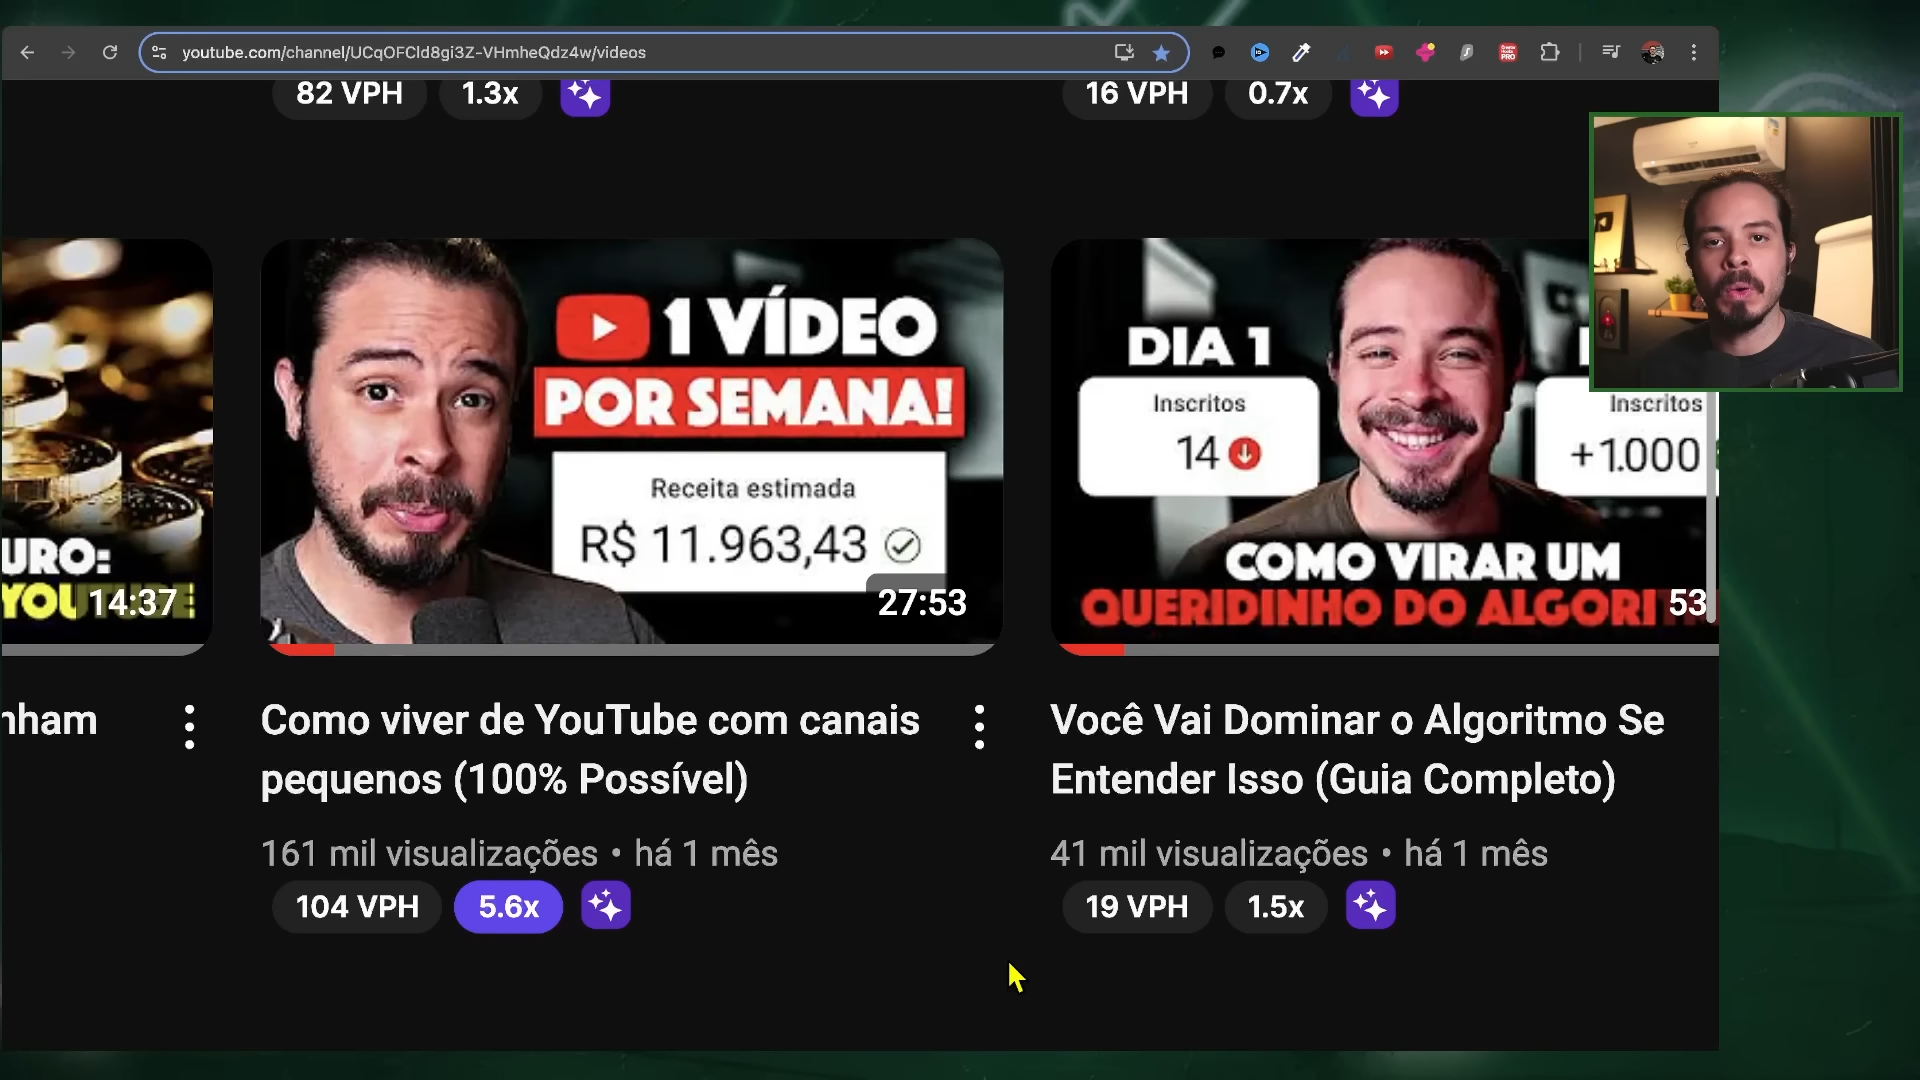 youtube.com/channel/UCqOFCld8gi3Z-VHmheQdz4w/videos
82 VPH 1.3x
16 VPH 0.7x
URO:
YOUTUBE
14:37
1 VÍDEO
POR SEMANA!
Receita estimada
R$ 11.963,43
27:53
DIA 1
Inscritos
14
Inscritos
+1.000
COMO VIRAR UM
QUERIDINHO DO ALGORI
53
nham
Como viver de YouTube com canais
pequenos (100% Possível)
161 mil visualizações • há 1 mês
104 VPH 5.6x
Você Vai Dominar o Algoritmo Se
Entender Isso (Guia Completo)
41 mil visualizações • há 1 mês
19 VPH 1.5x